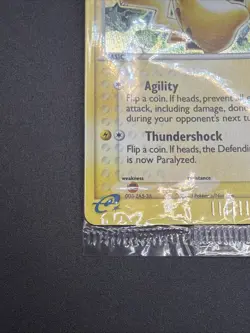 Agility
Flip a coin. If heads, prevent all
attack, including damage, done
during your opponent's next tu
Thundershock
Flip a coin. If heads, the Defendin
is now Paralyzed.
weakness
resistance